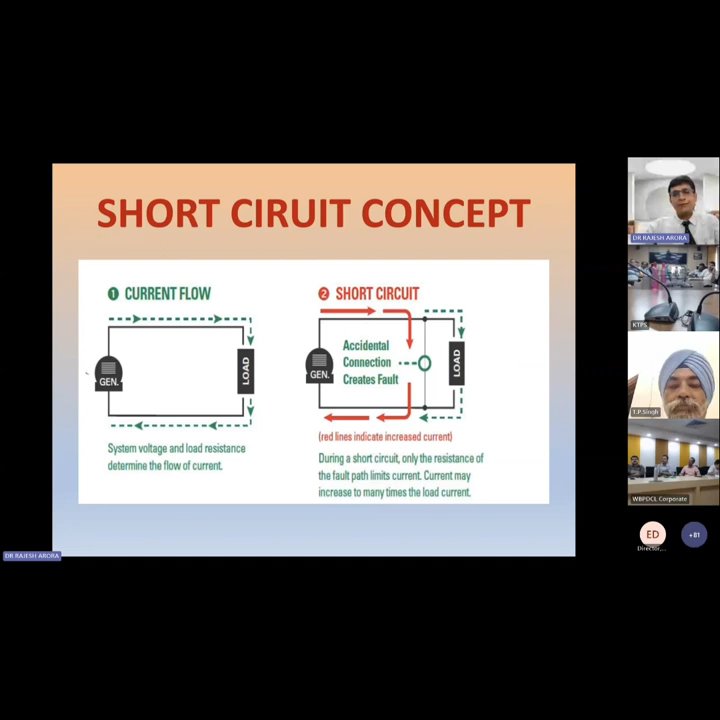 SHORT CIRUIT CONCEPT
1 CURRENT FLOW
GEN.
LOAD
System voltage and load resistance
determine the flow of current.
2 SHORT CIRCUIT
Accidental
Connection
Creates Fault
GEN.
LOAD
(red lines indicate increased current)
During a short circuit, only the resistance of
the fault path limits current. Current may
increase to many times the load current.
DR RAJESH ARORA
DR RAJESH ARORA
KTPS
T.P.Singh
WBPDCL Corporate
ED
Director,...
+81